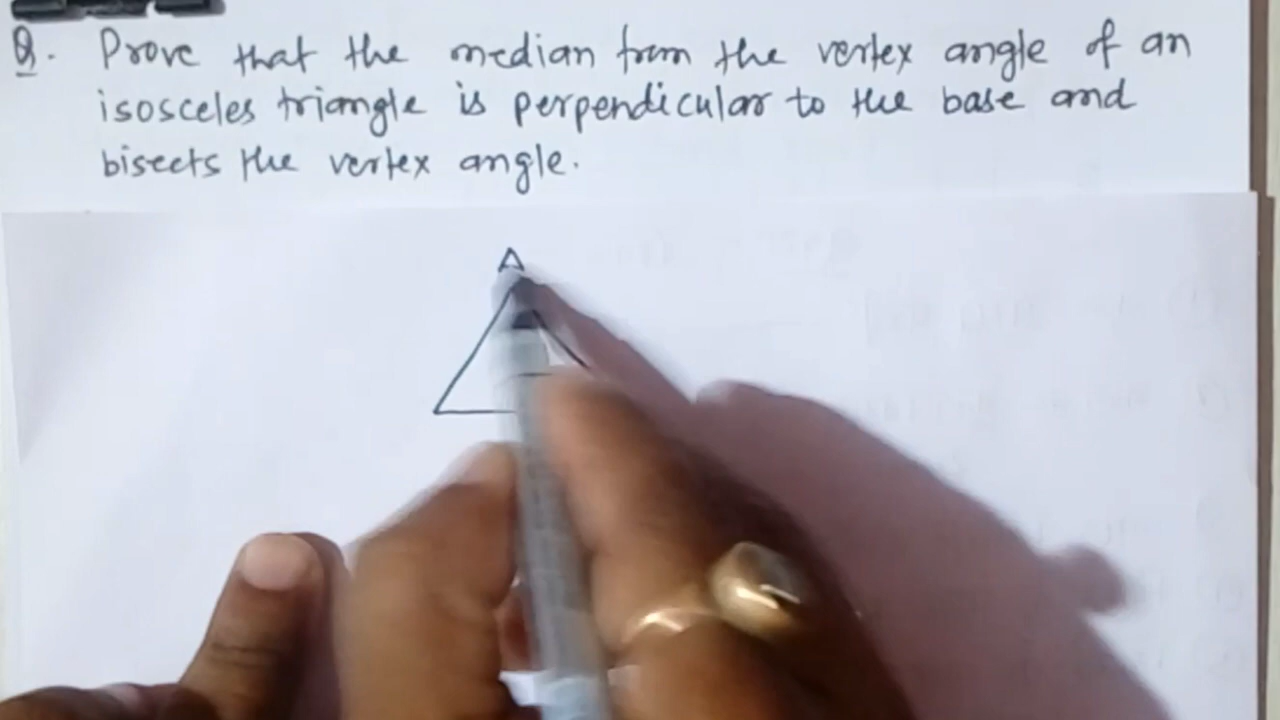 Q. Prove that the median from the vertex angle of an
isosceles triangle is perpendicular to the base and
bisects the vertex angle.
A